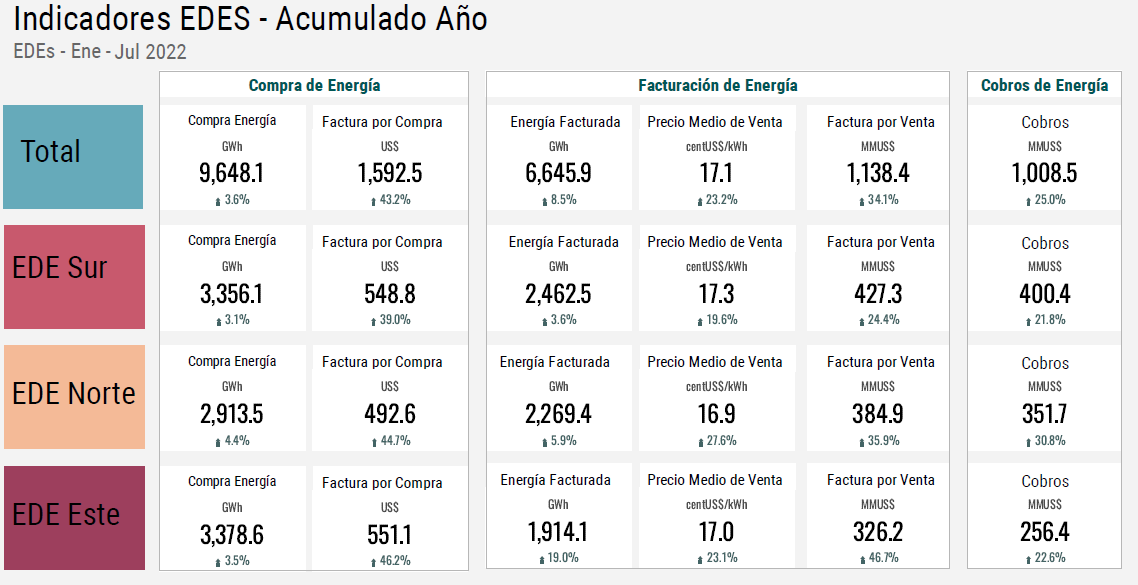 Indicadores EDES - Acumulado Año
EDEs - Ene - Jul 2022
Compra de Energía
Facturación de Energía
Cobros de Energía
Total
Compra Energía
GWh
9,648.1
3.6%
Factura por Compra
US$
1,592.5
43.2%
Energía Facturada
GWh
6,645.9
8.5%
Precio Medio de Venta
centUS$/kWh
17.1
23.2%
Factura por Venta
MMUS$
1,138.4
34.1%
Cobros
MMUS$
1,008.5
25.0%
EDE Sur
Compra Energía
GWh
3,356.1
3.1%
Factura por Compra
US$
548.8
39.0%
Energía Facturada
GWh
2,462.5
3.6%
Precio Medio de Venta
centUS$/kWh
17.3
19.6%
Factura por Venta
MMUS$
427.3
24.4%
Cobros
MMUS$
400.4
21.8%
EDE Norte
Compra Energía
GWh
2,913.5
4.4%
Factura por Compra
US$
492.6
44.7%
Energía Facturada
GWh
2,269.4
5.9%
Precio Medio de Venta
centUS$/kWh
16.9
27.6%
Factura por Venta
MMUS$
384.9
35.9%
Cobros
MMUS$
351.7
30.8%
EDE Este
Compra Energía
GWh
3,378.6
3.5%
Factura por Compra
US$
551.1
46.2%
Energía Facturada
GWh
1,914.1
19.0%
Precio Medio de Venta
centUS$/kWh
17.0
23.1%
Factura por Venta
MMUS$
326.2
46.7%
Cobros
MMUS$
256.4
22.6%